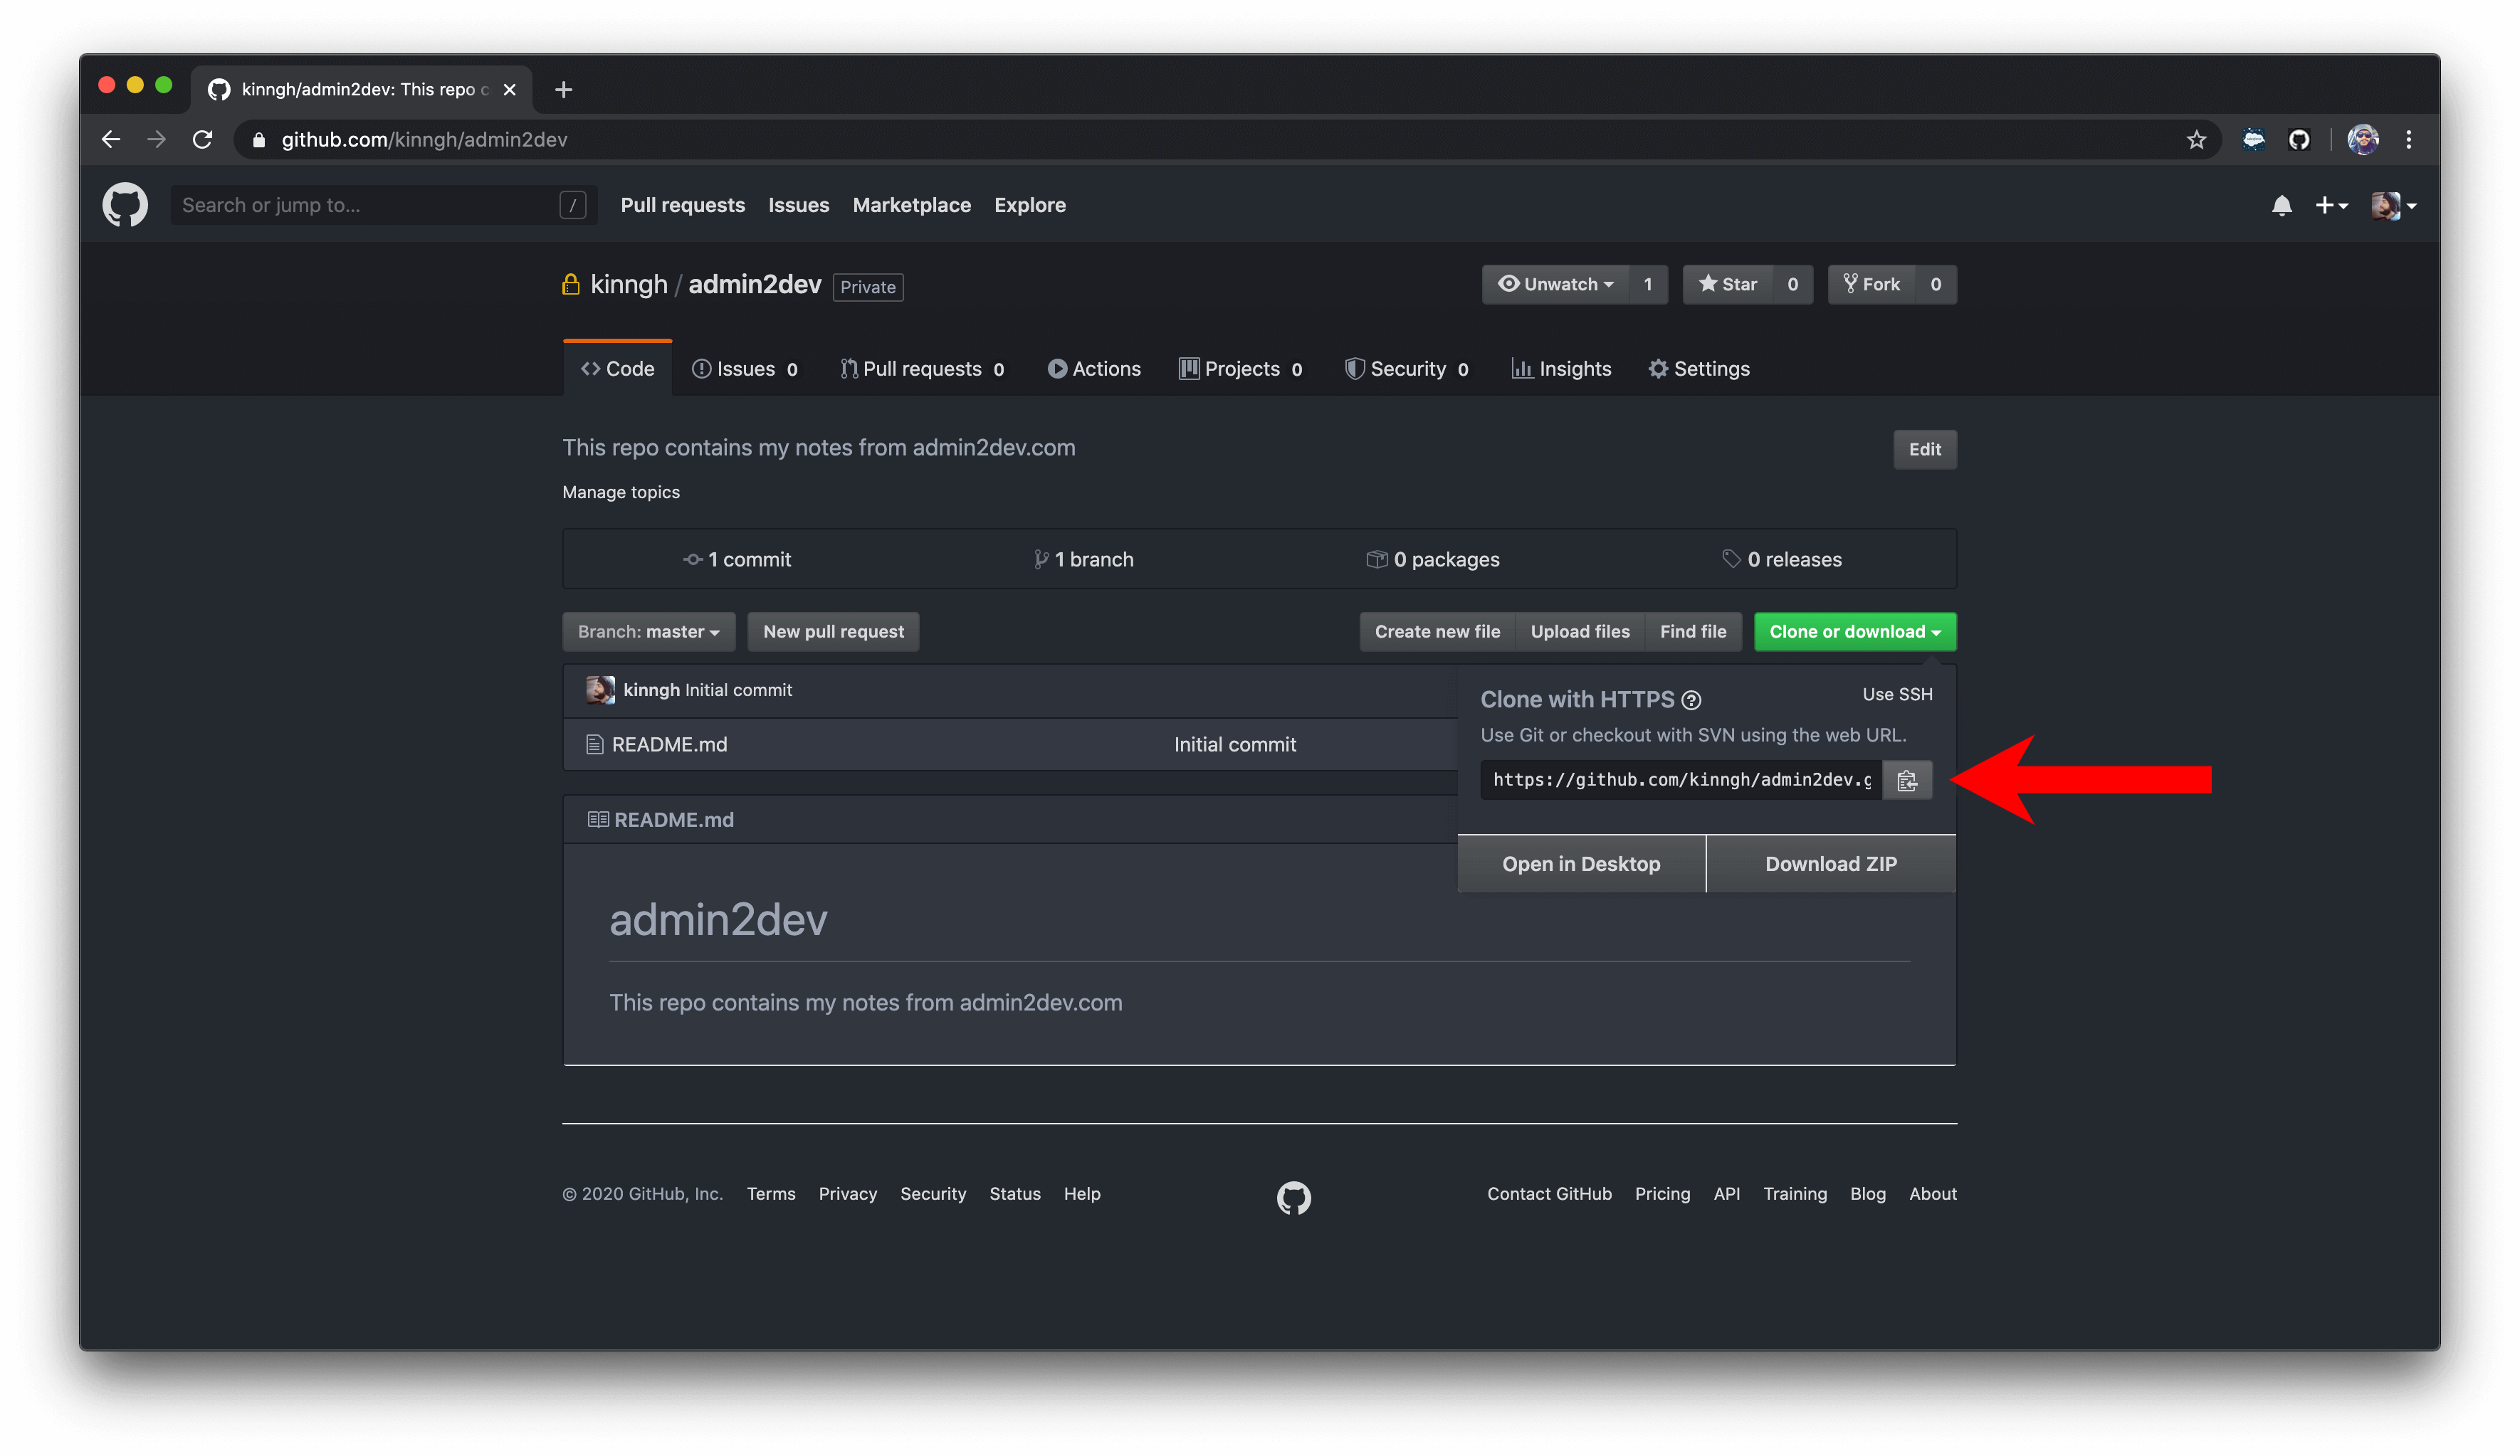 kinngh/admin2dev: This repo c
github.com/kinngh/admin2dev
Search or jump to... /
Pull requests Issues Marketplace Explore
kinngh / admin2dev Private
Unwatch 1 Star 0 Fork 0
Code Issues 0 Pull requests 0 Actions Projects 0 Security 0 Insights Settings
This repo contains my notes from admin2dev.com
Edit
Manage topics
1 commit 1 branch 0 packages 0 releases
Branch: master New pull request Create new file Upload files Find file Clone or download
kinngh Initial commit
README.md Initial commit
Clone with HTTPS ? Use SSH
Use Git or checkout with SVN using the web URL.
https://github.com/kinngh/admin2dev.g
Open in Desktop Download ZIP
README.md
admin2dev
This repo contains my notes from admin2dev.com
© 2020 GitHub, Inc. Terms Privacy Security Status Help Contact GitHub Pricing API Training Blog About